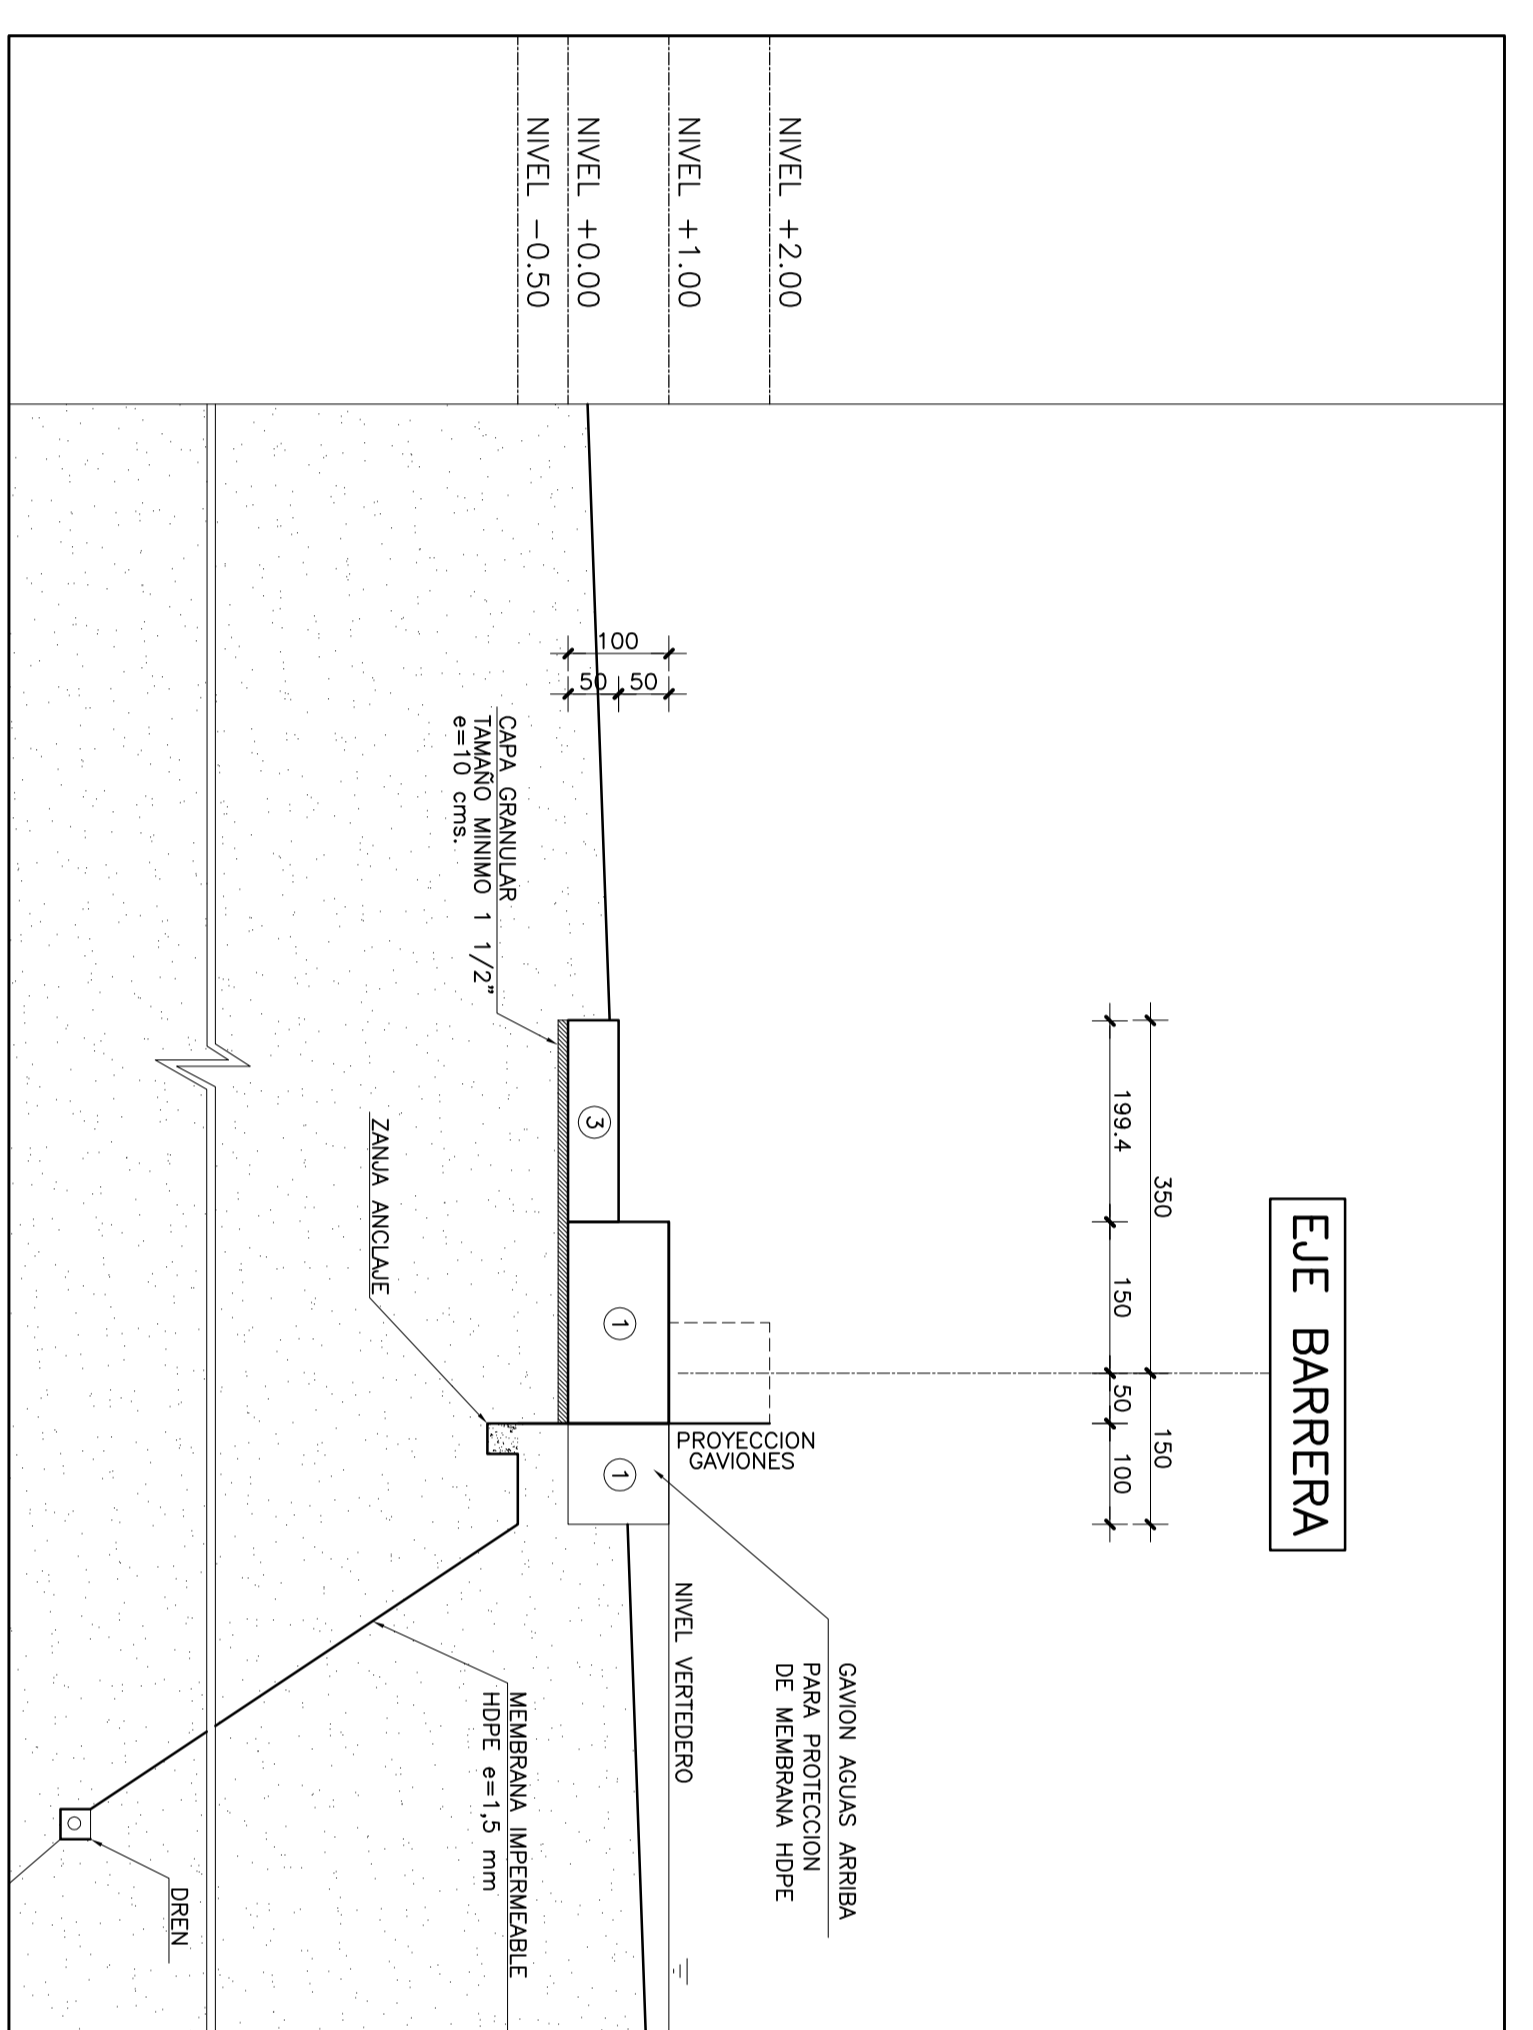 EJE BARRERA
350
150
199.4
150
50
100
NIVEL +2.00
NIVEL +1.00
NIVEL +0.00
NIVEL -0.50
GAVION AGUAS ARRIBA
PARA PROTECCION
DE MEMBRANA HDPE
PROYECCION
GAVIONES
NIVEL VERTEDERO
100
50
50
3
1
1
CAPA GRANULAR
TAMAÑO MINIMO 1 1/2"
e=10 cms.
ZANJA ANCLAJE
MEMBRANA IMPERMEABLE
HDPE e=1,5 mm
DREN